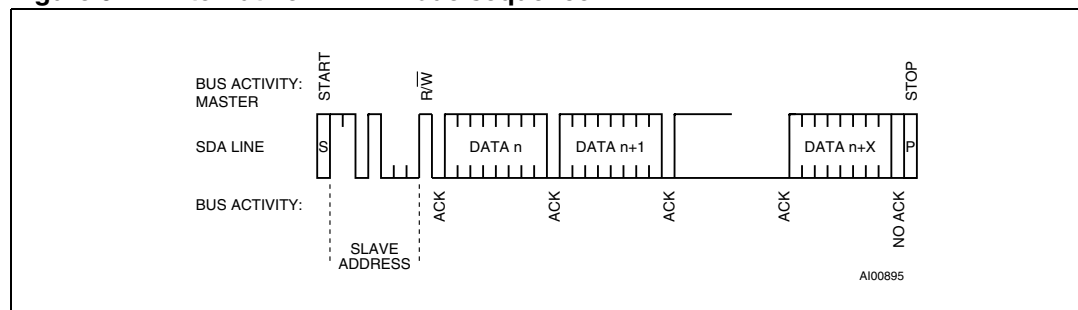 BUS ACTIVITY:
MASTER
START
R/W
STOP
SDA LINE
S
DATA n
DATA n+1
DATA n+X
P
BUS ACTIVITY:
ACK
ACK
ACK
ACK
NO ACK
SLAVE
ADDRESS
AI00895